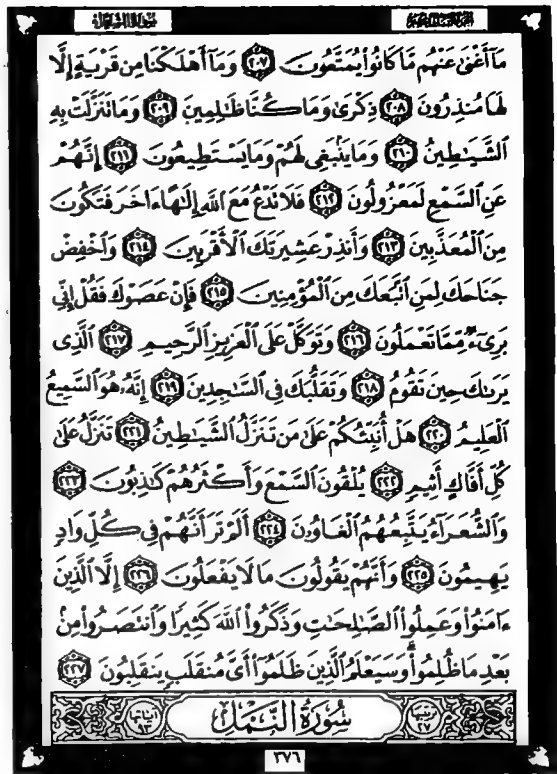 مَآ أَغْنَىٰ عَنْهُم مَّا كَانُوا۟ يُمَتَّعُونَ ٢٠٧ وَمَآ أَهْلَكْنَا مِن قَرْيَةٍ إِلَّا
لَهَا مُنذِرُونَ ٢٠٨ ذِكْرَىٰ وَمَا كُنَّا ظَـٰلِمِينَ ٢٠٩ وَمَا تَنَزَّلَتْ بِهِ
ٱلشَّيَـٰطِينُ ٢١٠ وَمَا يَنۢبَغِى لَهُمْ وَمَا يَسْتَطِيعُونَ ٢١١ إِنَّهُمْ
عَنِ ٱلسَّمْعِ لَمَعْزُولُونَ ٢١٢ فَلَا تَدْعُ مَعَ ٱللَّهِ إِلَـٰهًا ءَاخَرَ فَتَكُونَ
مِنَ ٱلْمُعَذَّبِينَ ٢١٣ وَأَنذِرْ عَشِيرَتَكَ ٱلْأَقْرَبِينَ ٢١٤ وَٱخْفِضْ
جَنَاحَكَ لِمَنِ ٱتَّبَعَكَ مِنَ ٱلْمُؤْمِنِينَ ٢١٥ فَإِنْ عَصَوْكَ فَقُلْ إِنِّى
بَرِىٓءٌ مِّمَّا تَعْمَلُونَ ٢١٦ وَتَوَكَّلْ عَلَى ٱلْعَزِيزِ ٱلرَّحِيمِ ٢١٧ ٱلَّذِى
يَرَىٰكَ حِينَ تَقُومُ ٢١٨ وَتَقَلُّبَكَ فِى ٱلسَّـٰجِدِينَ ٢١٩ إِنَّهُۥ هُوَ ٱلسَّمِيعُ
ٱلْعَلِيمُ ٢٢٠ هَلْ أُنَبِّئُكُمْ عَلَىٰ مَن تَنَزَّلُ ٱلشَّيَـٰطِينُ ٢٢١ تَنَزَّلُ عَلَىٰ
كُلِّ أَفَّاكٍ أَثِيمٍ ٢٢٢ يُلْقُونَ ٱلسَّمْعَ وَأَكْثَرُهُمْ كَـٰذِبُونَ ٢٢٣
وَٱلشُّعَرَآءُ يَتَّبِعُهُمُ ٱلْغَاوُۥنَ ٢٢٤ أَلَمْ تَرَ أَنَّهُمْ فِى كُلِّ وَادٍ
يَهِيمُونَ ٢٢٥ وَأَنَّهُمْ يَقُولُونَ مَا لَا يَفْعَلُونَ ٢٢٦ إِلَّا ٱلَّذِينَ
ءَامَنُوا۟ وَعَمِلُوا۟ ٱلصَّـٰلِحَـٰتِ وَذَكَرُوا۟ ٱللَّهَ كَثِيرًا وَٱنتَصَرُوا۟ مِنۢ
بَعْدِ مَا ظُلِمُوا۟ ۗ وَسَيَعْلَمُ ٱلَّذِينَ ظَلَمُوٓا۟ أَىَّ مُنقَلَبٍ يَنقَلِبُونَ ٢٢٧
ترتيبها ٢٧ سُورَةُ النَّمْلِ آياتها ٩٣
٣٧٦